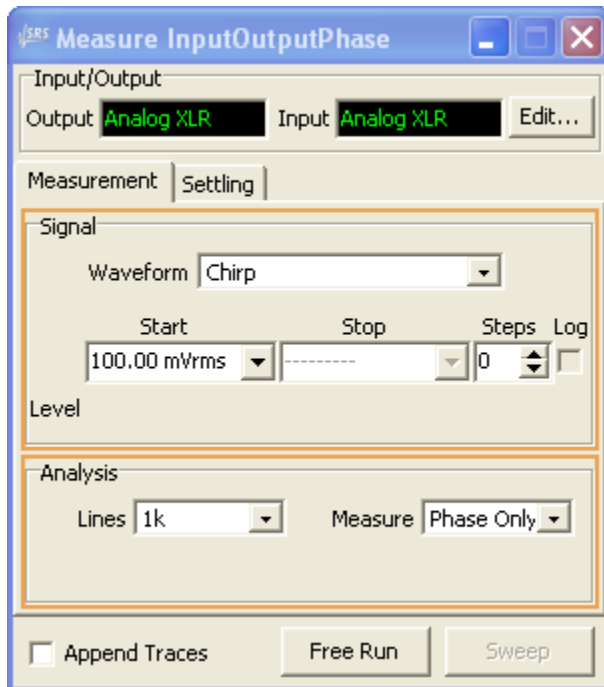 SRS Measure InputOutputPhase
Input/Output
Output Analog XLR Input Analog XLR Edit...
Measurement Settling
Signal
Waveform Chirp
Start Stop Steps Log
100.00 mVrms --------- 0
Level
Analysis
Lines 1k Measure Phase Only
Append Traces Free Run Sweep